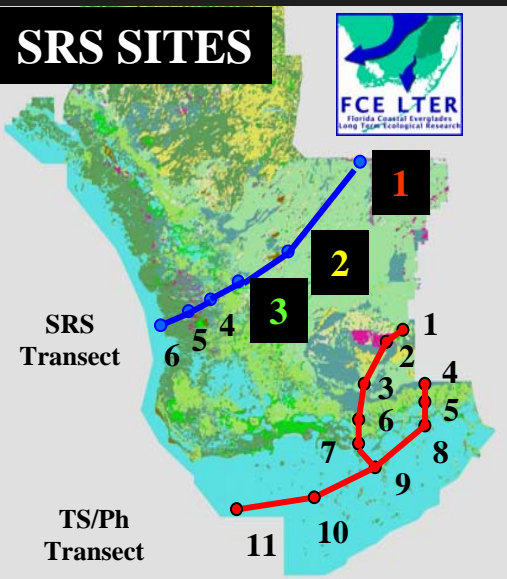 SRS SITES
FCE LTER
Florida Coastal Everglades
Long Term Ecological Research
1
2
3
4
5
6
SRS
Transect
1
2
3
4
5
6
7
8
9
10
11
TS/Ph
Transect